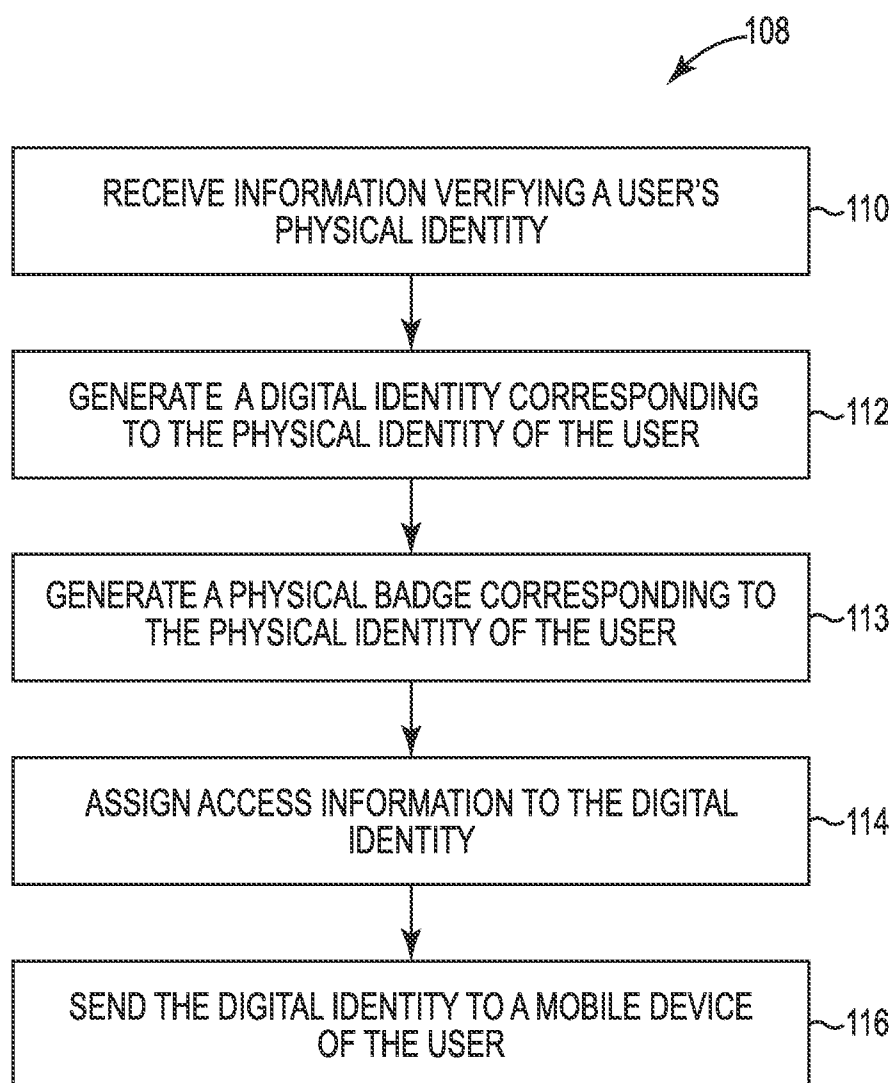 108
RECEIVE INFORMATION VERIFYING A USER'S
PHYSICAL IDENTITY
110
GENERATE A DIGITAL IDENTITY CORRESPONDING
TO THE PHYSICAL IDENTITY OF THE USER
112
GENERATE A PHYSICAL BADGE CORRESPONDING TO
THE PHYSICAL IDENTITY OF THE USER
113
ASSIGN ACCESS INFORMATION TO THE DIGITAL
IDENTITY
114
SEND THE DIGITAL IDENTITY TO A MOBILE DEVICE
OF THE USER
116